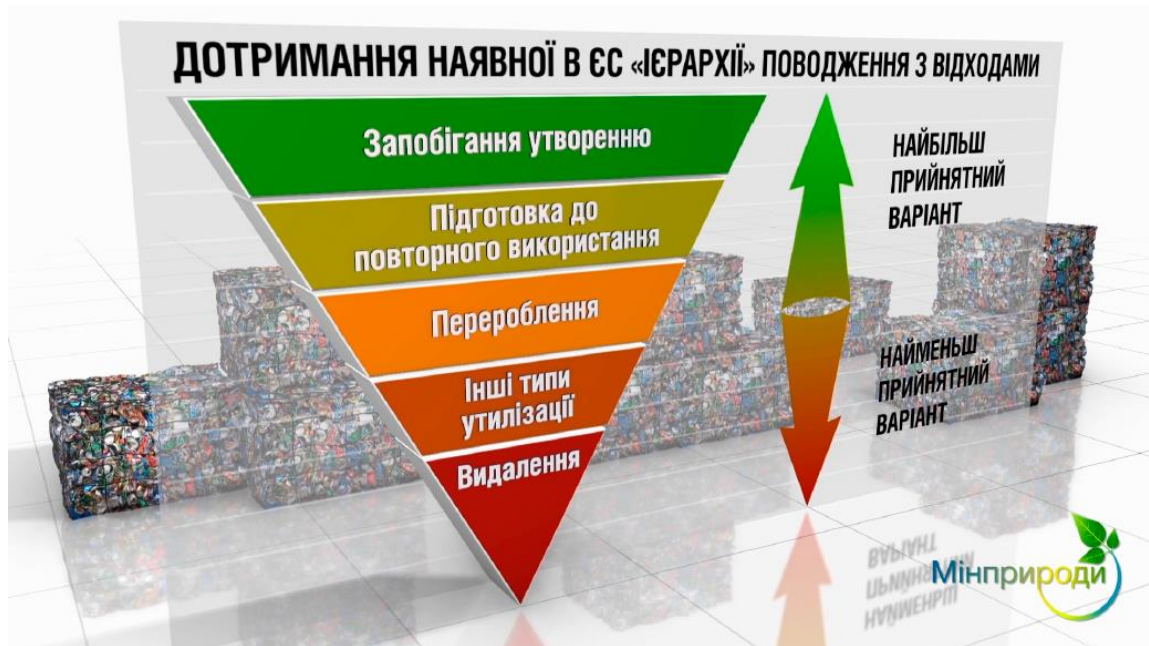 ДОТРИМАННЯ НАЯВНОЇ В ЄС «ІЄРАРХІЇ» ПОВОДЖЕННЯ З ВІДХОДАМИ
Запобігання утворенню
Підготовка до
повторного використання
Перероблення
Інші типи
утилізації
Видалення
НАЙБІЛЬШ
ПРИЙНЯТНИЙ
ВАРІАНТ
НАЙМЕНЬШ
ПРИЙНЯТНИЙ
ВАРІАНТ
Мінприроди